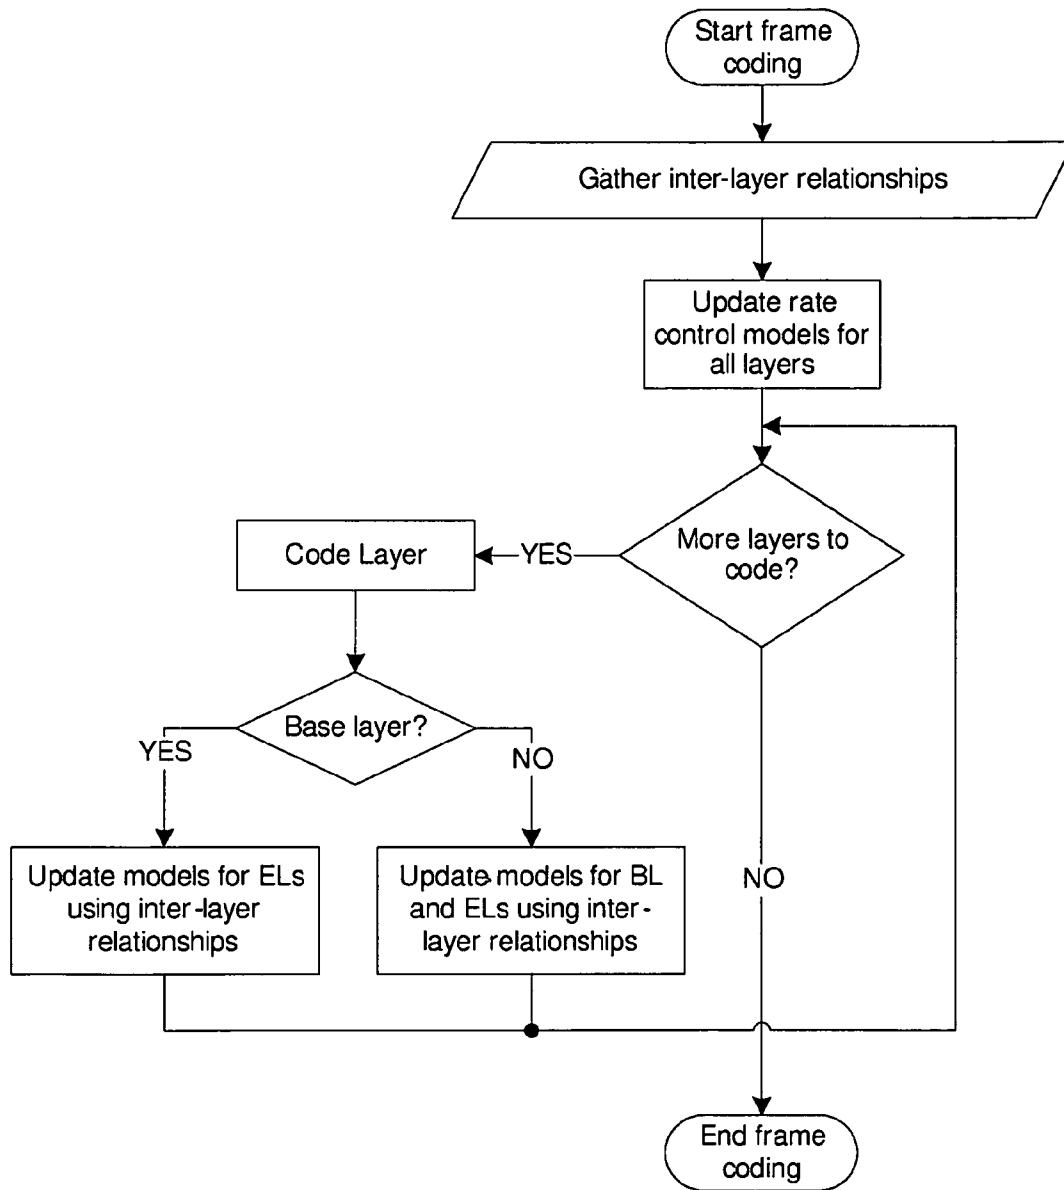 Start frame
coding
Gather inter-layer relationships
Update rate
control models for
all layers
More layers to
code?
YES
Code Layer
Base layer?
YES
NO
Update models for ELs
using inter-layer
relationships
Update models for BL
and ELs using inter-
layer relationships
NO
End frame
coding